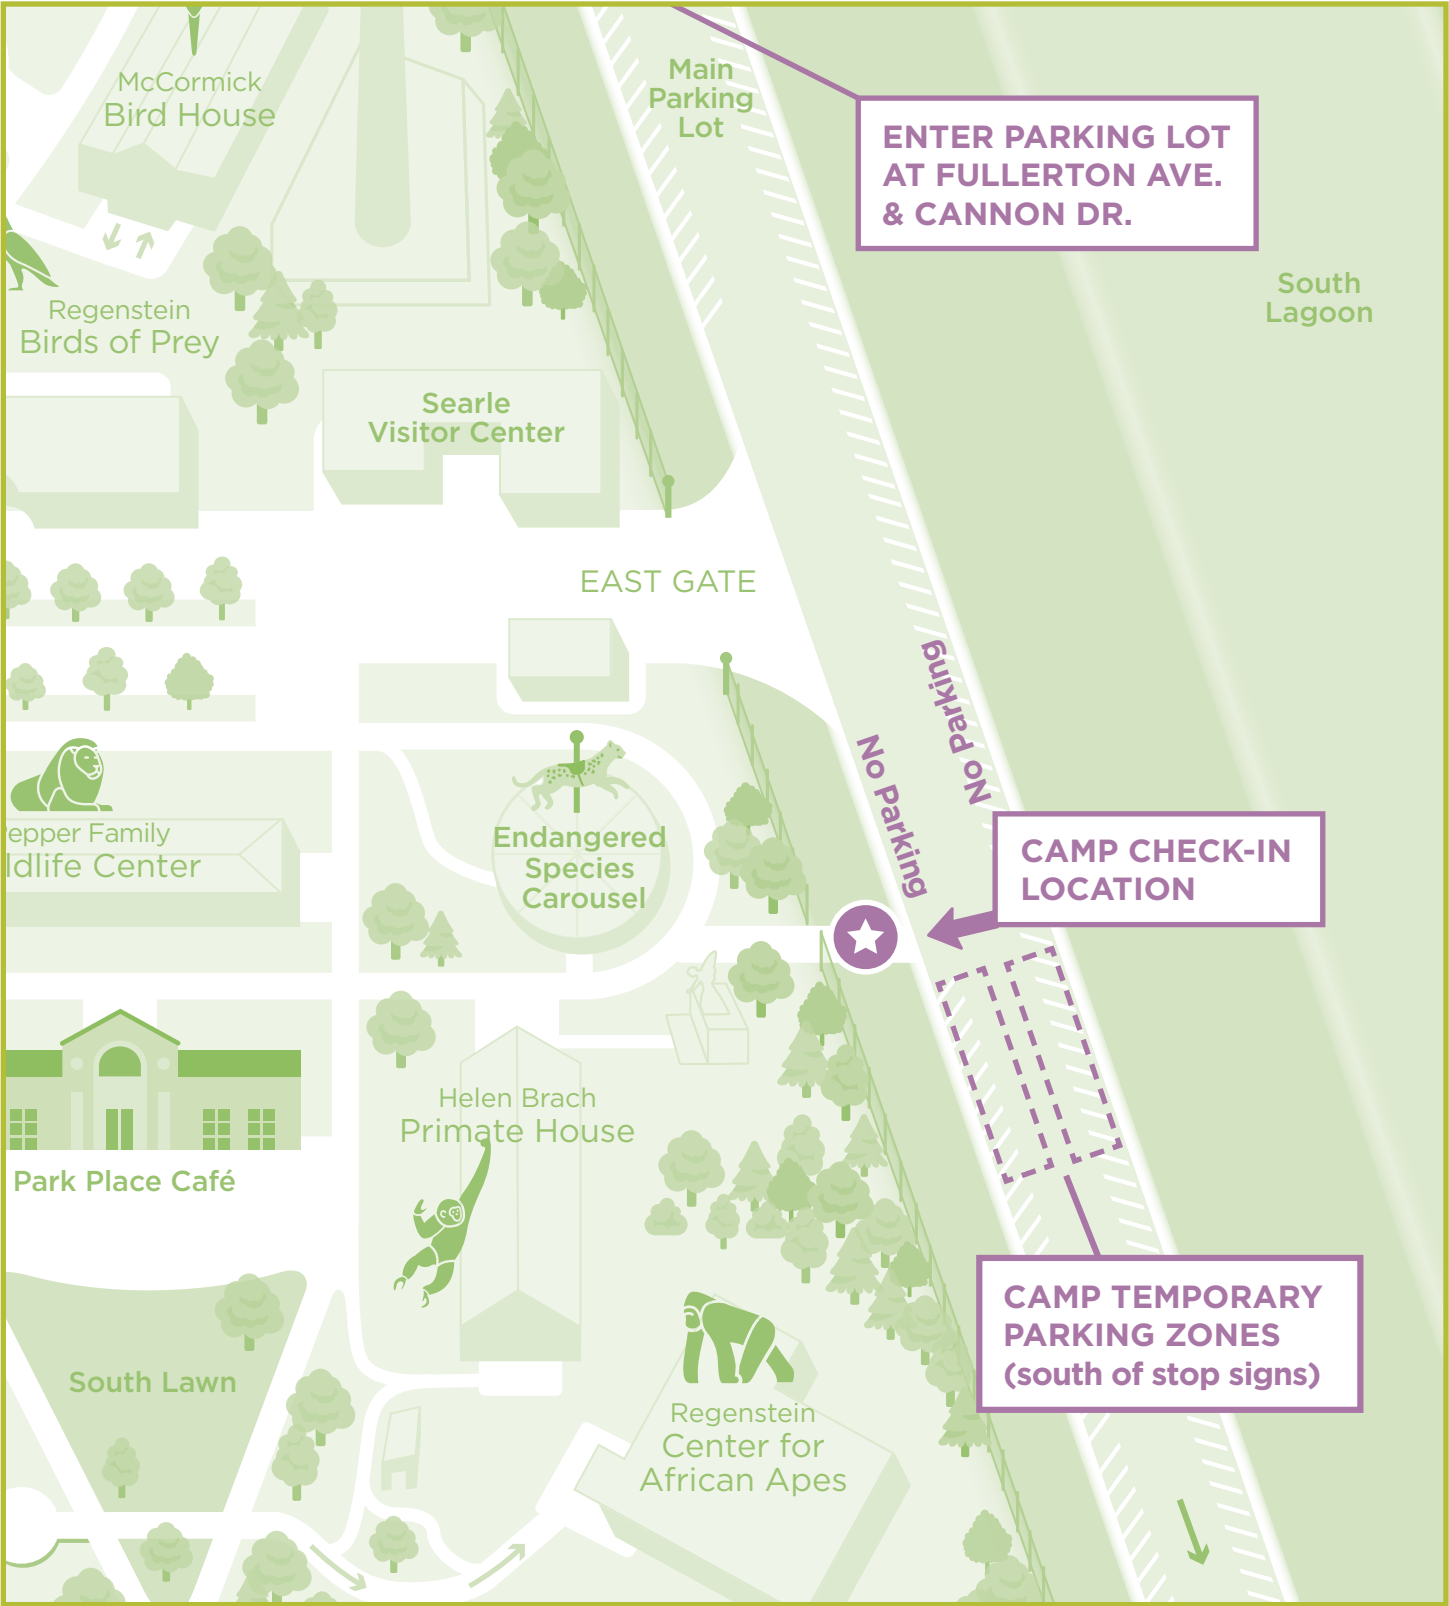 McCormick
Bird House
Main
Parking
Lot
ENTER PARKING LOT
AT FULLERTON AVE.
& CANNON DR.
South
Lagoon
Regenstein
Birds of Prey
Searle
Visitor Center
EAST GATE
No Parking
No Parking
epper Family
ldlife Center
Endangered
Species
Carousel
CAMP CHECK-IN
LOCATION
Helen Brach
Primate House
Park Place Café
CAMP TEMPORARY
PARKING ZONES
(south of stop signs)
South Lawn
Regenstein
Center for
African Apes